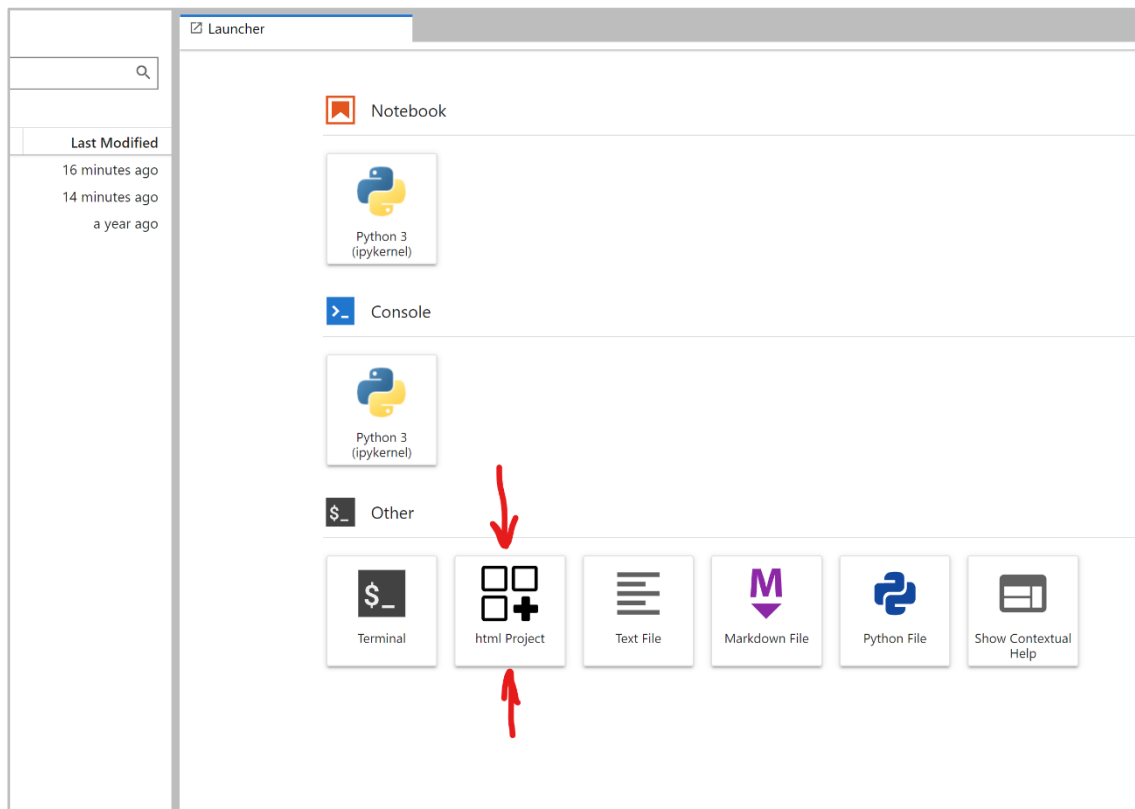 Launcher
Last Modified
16 minutes ago
14 minutes ago
a year ago
Notebook
Python 3
(ipykernel)
Console
Python 3
(ipykernel)
$_ Other
$_
Terminal
html Project
Text File
M
Markdown File
Python File
Show Contextual
Help